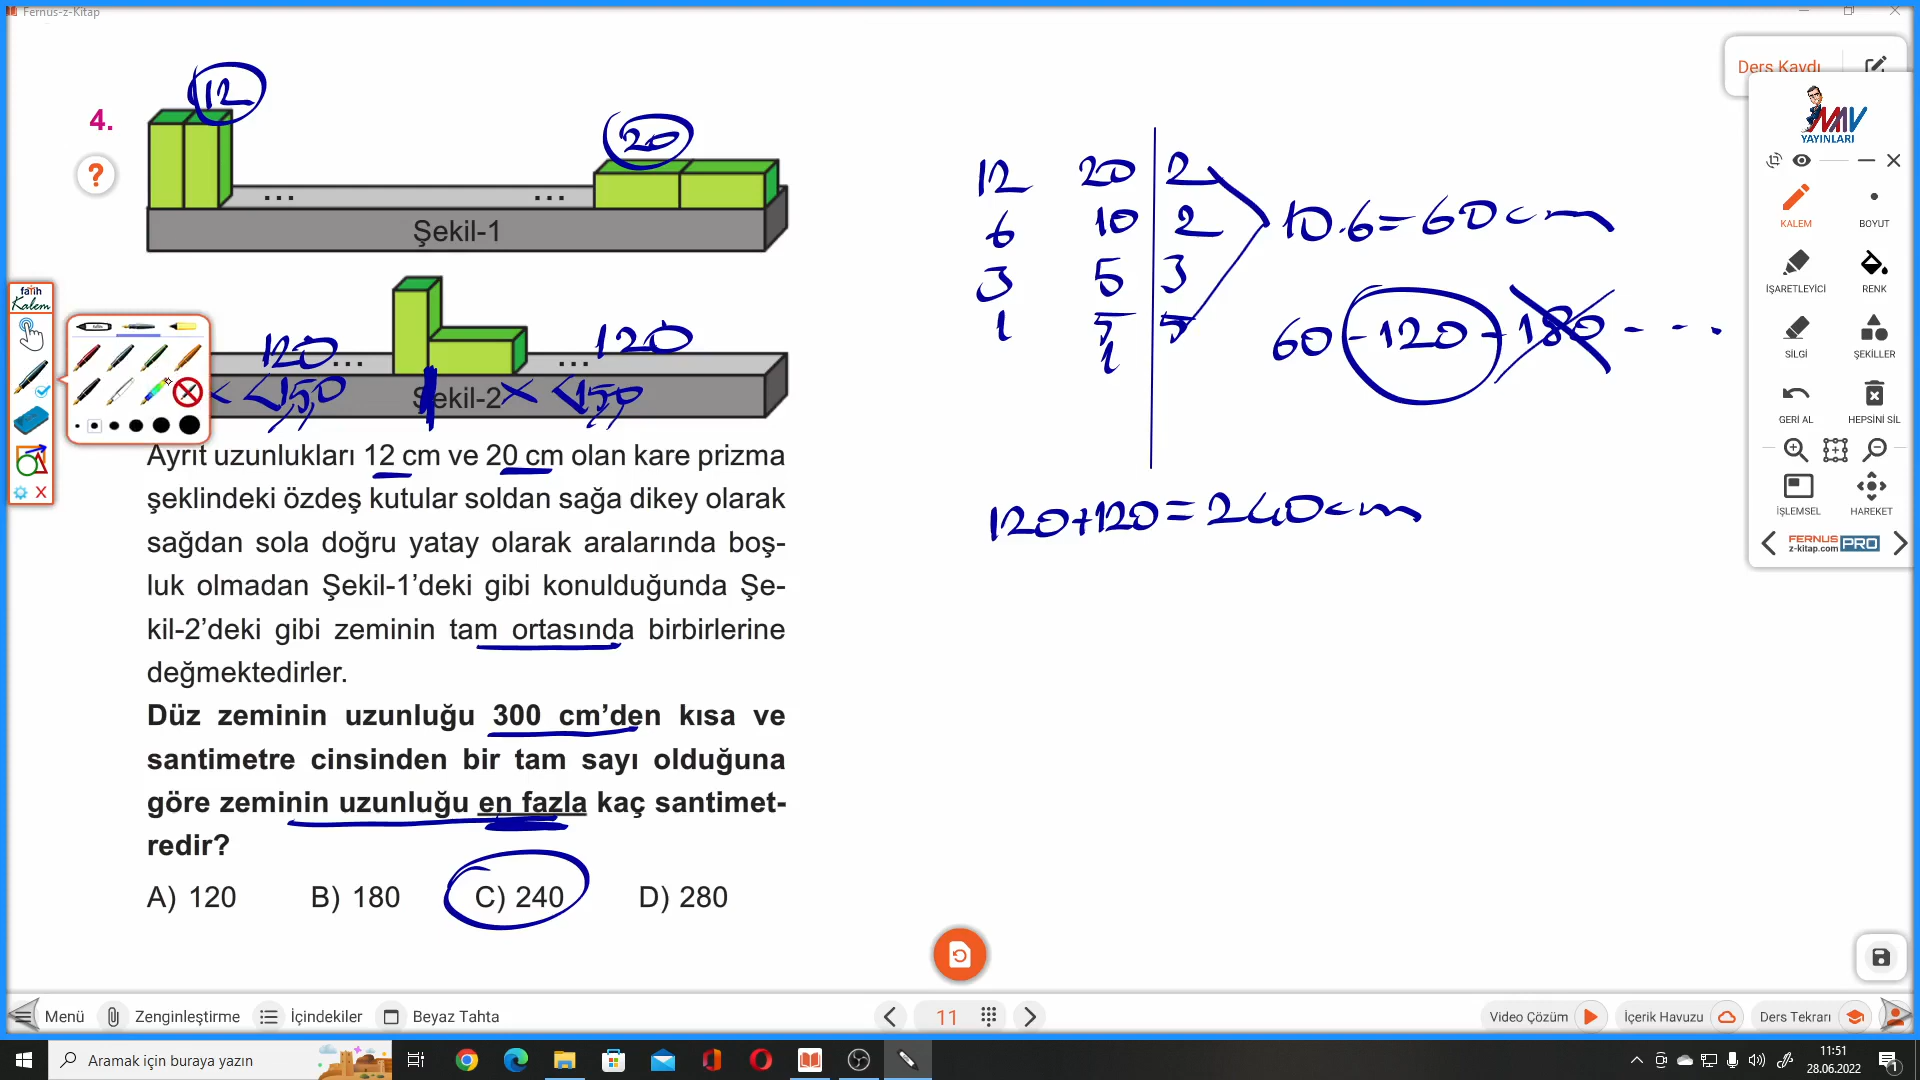 Fernus-z-Kitap
Ders Kaydı
4.
?
12
20
...
...
Şekil-1
MAV
YAYINLARI
KALEM
BOYUT
İŞARETLEYİCİ
RENK
SİLGİ
ŞEKİLLER
GERİ AL
HEPSİNİ SİL
İŞLEMSEL
HAREKET
FERNUS
z-kitap.com PRO
fatih
Kalem
120 ... ... 120
< <150 Şekil-2 × <150
12 20 2
6 10 2
3 5 3
1 5 5
1
10.6=60cm
60-120-180- - - .
120+120=240cm
Ayrıt uzunlukları 12 cm ve 20 cm olan kare prizma
şeklindeki özdeş kutular soldan sağa dikey olarak
sağdan sola doğru yatay olarak aralarında boş-
luk olmadan Şekil-1’deki gibi konulduğunda Şe-
kil-2’deki gibi zeminin tam ortasında birbirlerine
değmektedirler.
Düz zeminin uzunluğu 300 cm’den kısa ve
santimetre cinsinden bir tam sayı olduğuna
göre zeminin uzunluğu en fazla kaç santimet-
redir?
A) 120 B) 180 C) 240 D) 280
Menü Zenginleştirme İçindekiler Beyaz Tahta 11 Video Çözüm İçerik Havuzu Ders Tekrarı
Aramak için buraya yazın
11:51
28.06.2022
1